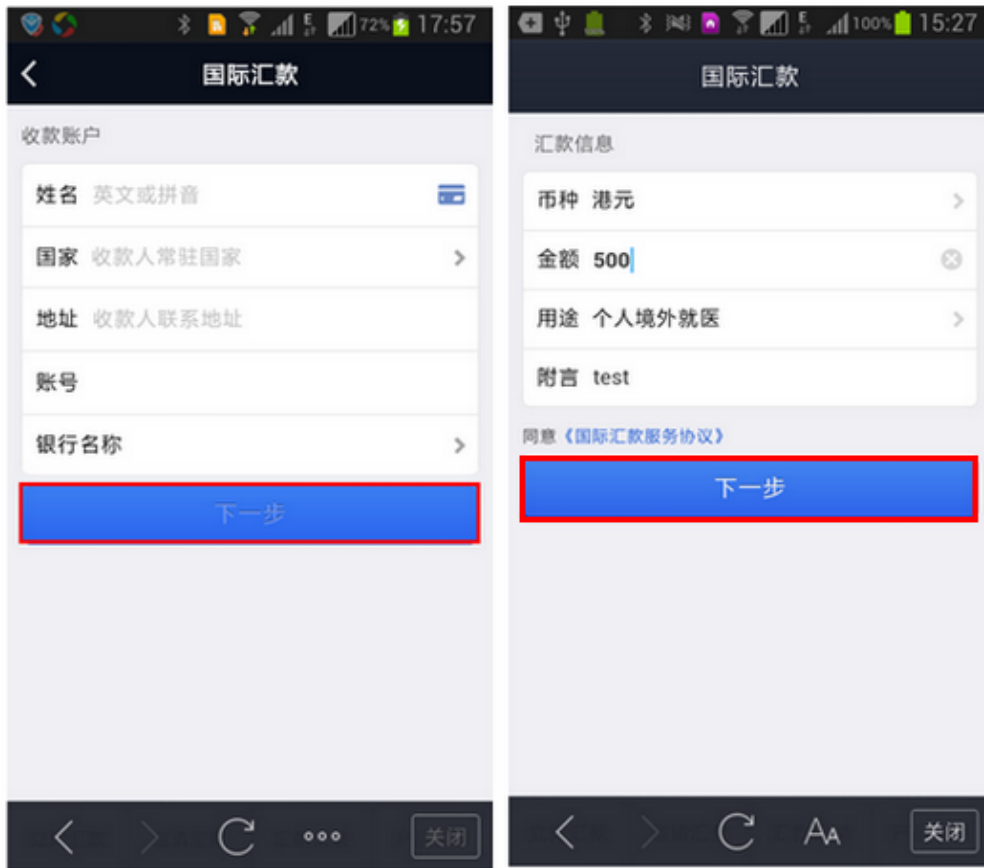 72% 17:57
国际汇款
收款账户
姓名 英文或拼音
国家 收款人常驻国家
地址 收款人联系地址
账号
银行名称
下一步
关闭
100% 15:27
国际汇款
汇款信息
币种 港元
金额 500
用途 个人境外就医
附言 test
同意《国际汇款服务协议》
下一步
AA
关闭